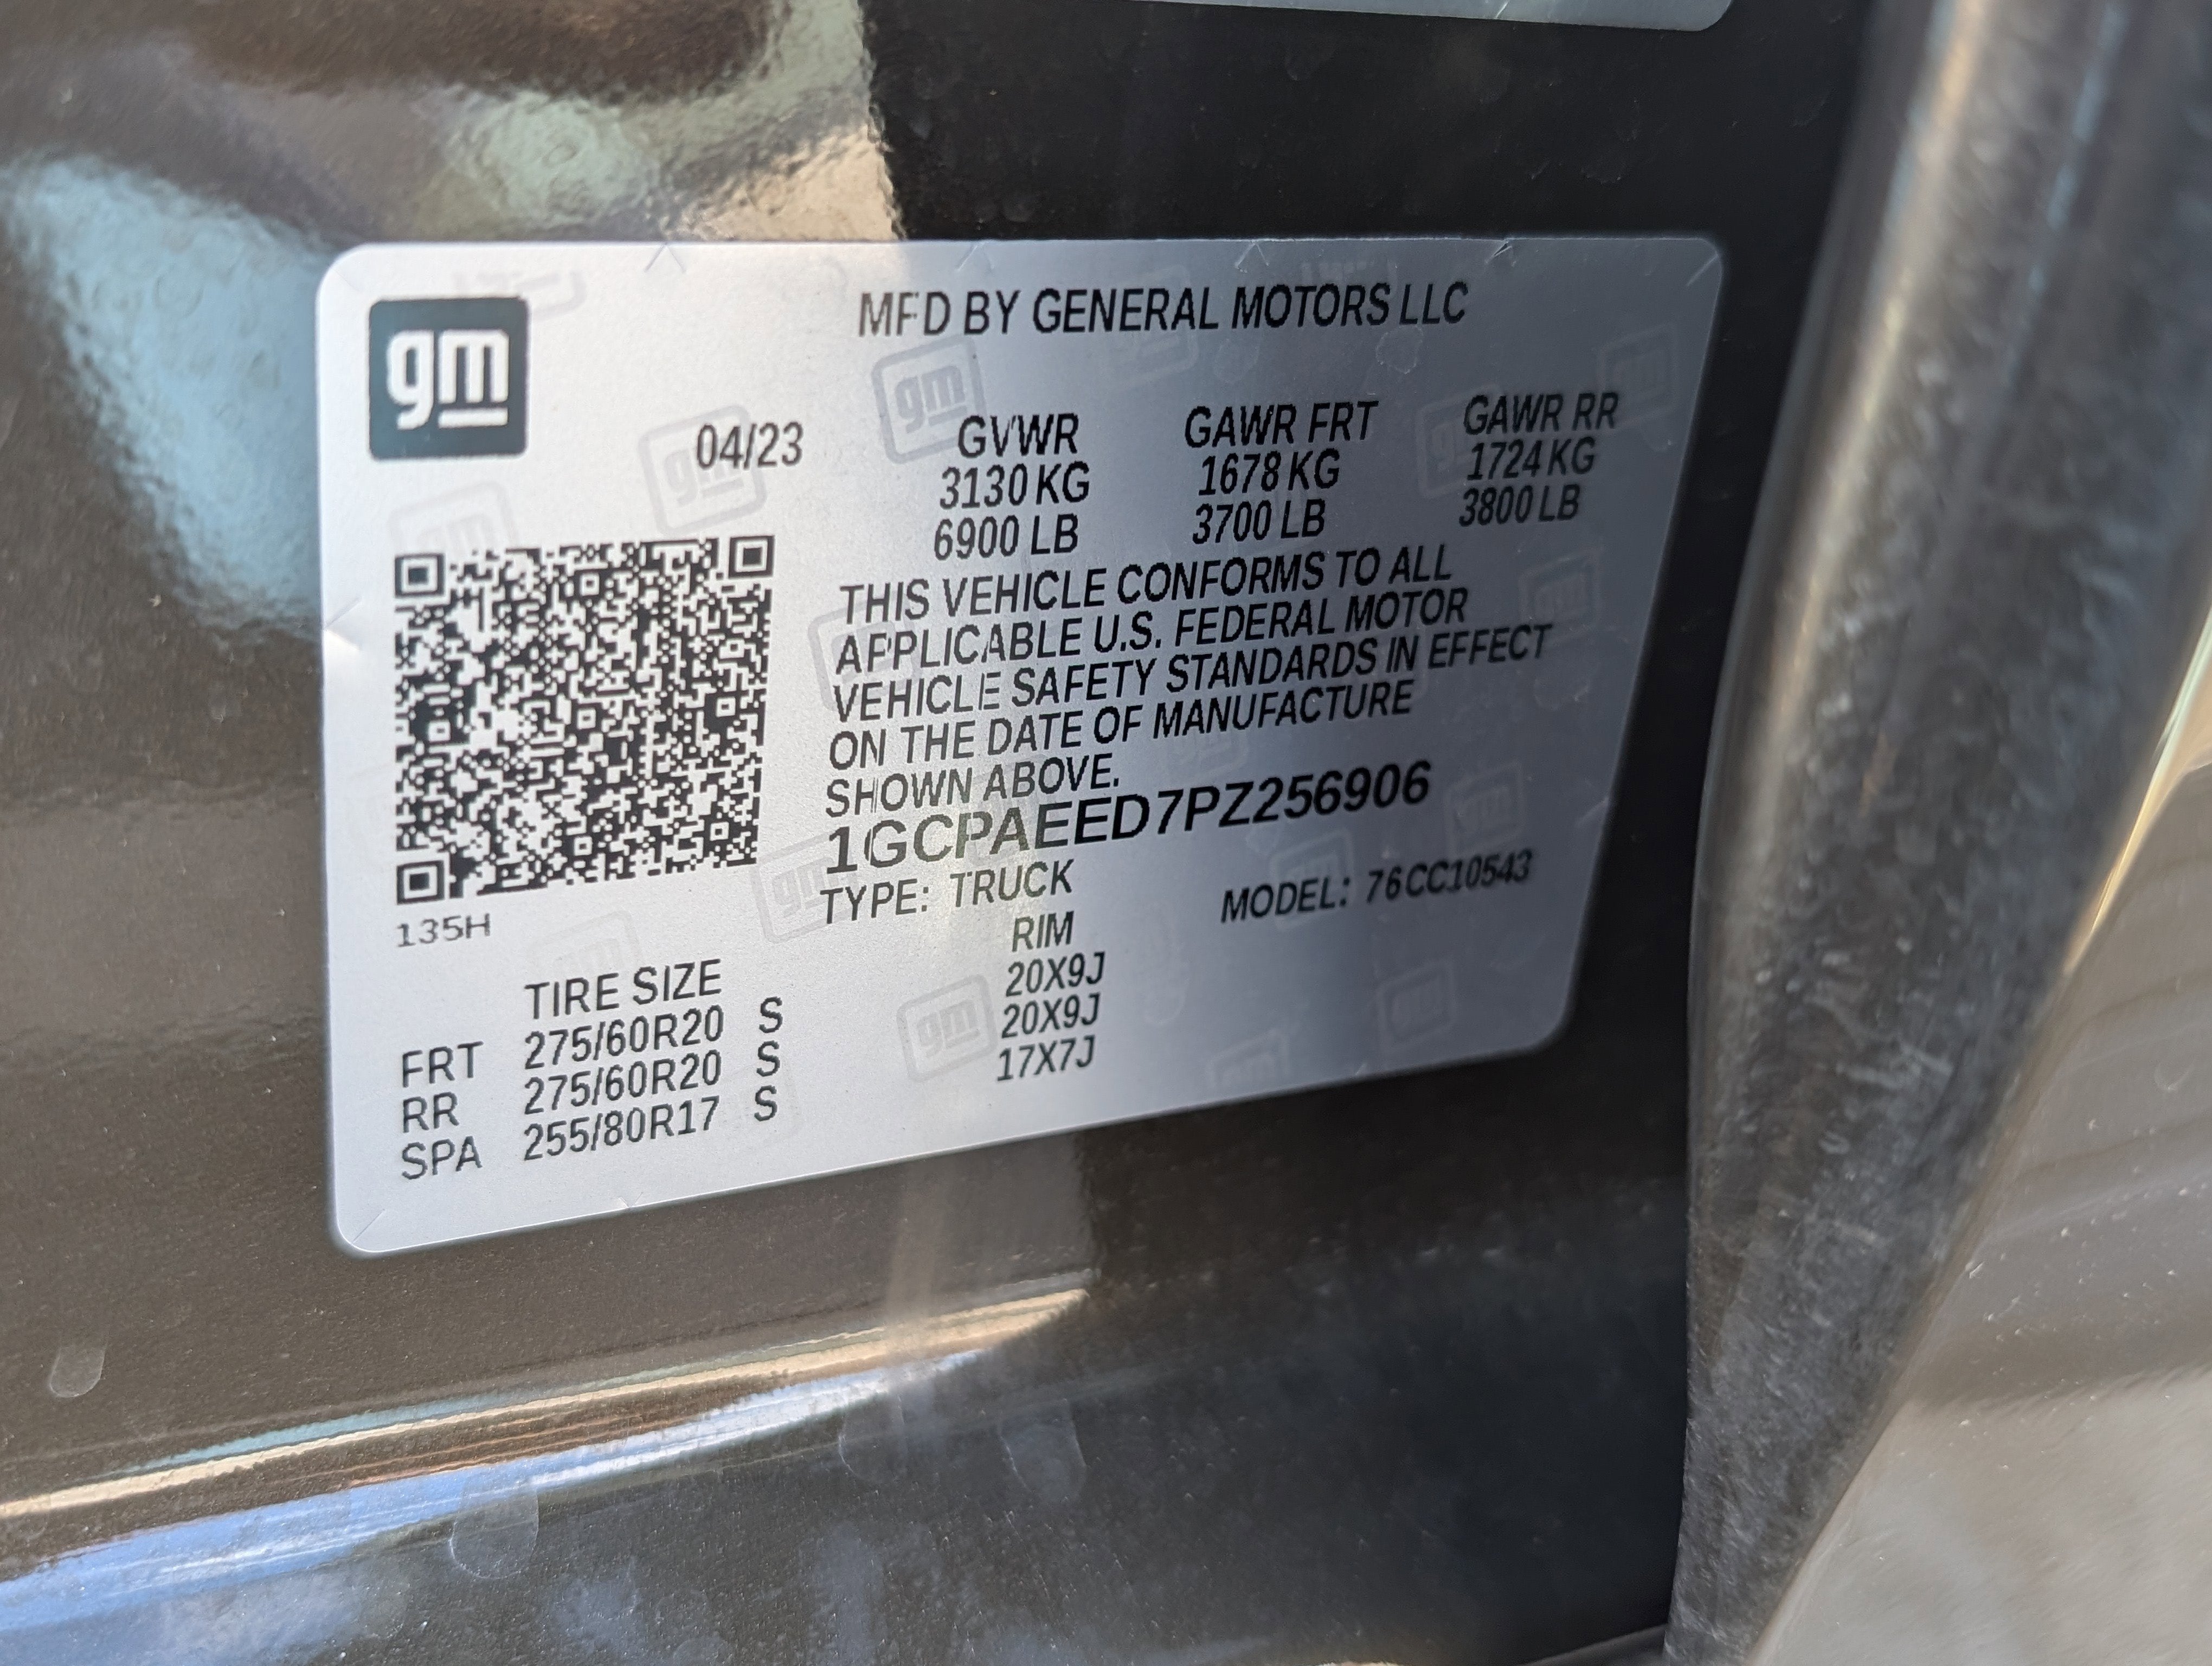 gm
MFD BY GENERAL MOTORS LLC
04/23 GVWR GAWR FRT GAWR RR
3130 KG 1678 KG 1724 KG
6900 LB 3700 LB 3800 LB
THIS VEHICLE CONFORMS TO ALL
APPLICABLE U.S. FEDERAL MOTOR
VEHICLE SAFETY STANDARDS IN EFFECT
ON THE DATE OF MANUFACTURE
SHOWN ABOVE.
1GCPAEED7PZ256906
TYPE: TRUCK MODEL: 76CC10543
135H
TIRE SIZE RIM
FRT 275/60R20 S 20X9J
RR 275/60R20 S 20X9J
SPA 255/80R17 S 17X7J